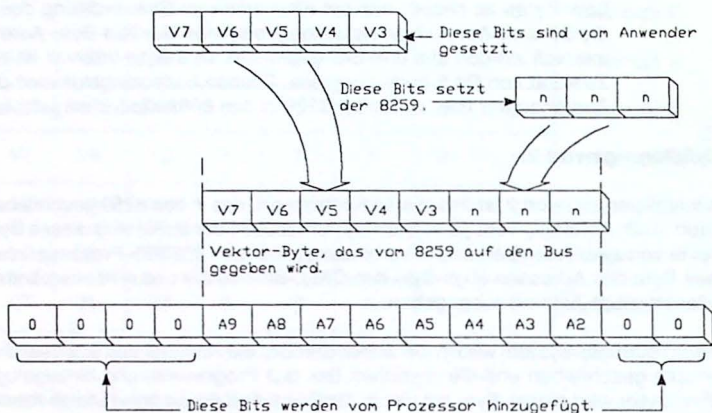 V7 V6 V5 V4 V3
Diese Bits sind vom Anwender
gesetzt.
Diese Bits setzt
der 8259.
n n n
V7 V6 V5 V4 V3 n n n
Vektor-Byte, das vom 8259 auf den Bus
gegeben wird.
0 0 0 0 A9 A8 A7 A6 A5 A4 A3 A2 0 0
Diese Bits werden vom Prozessor hinzugefügt.